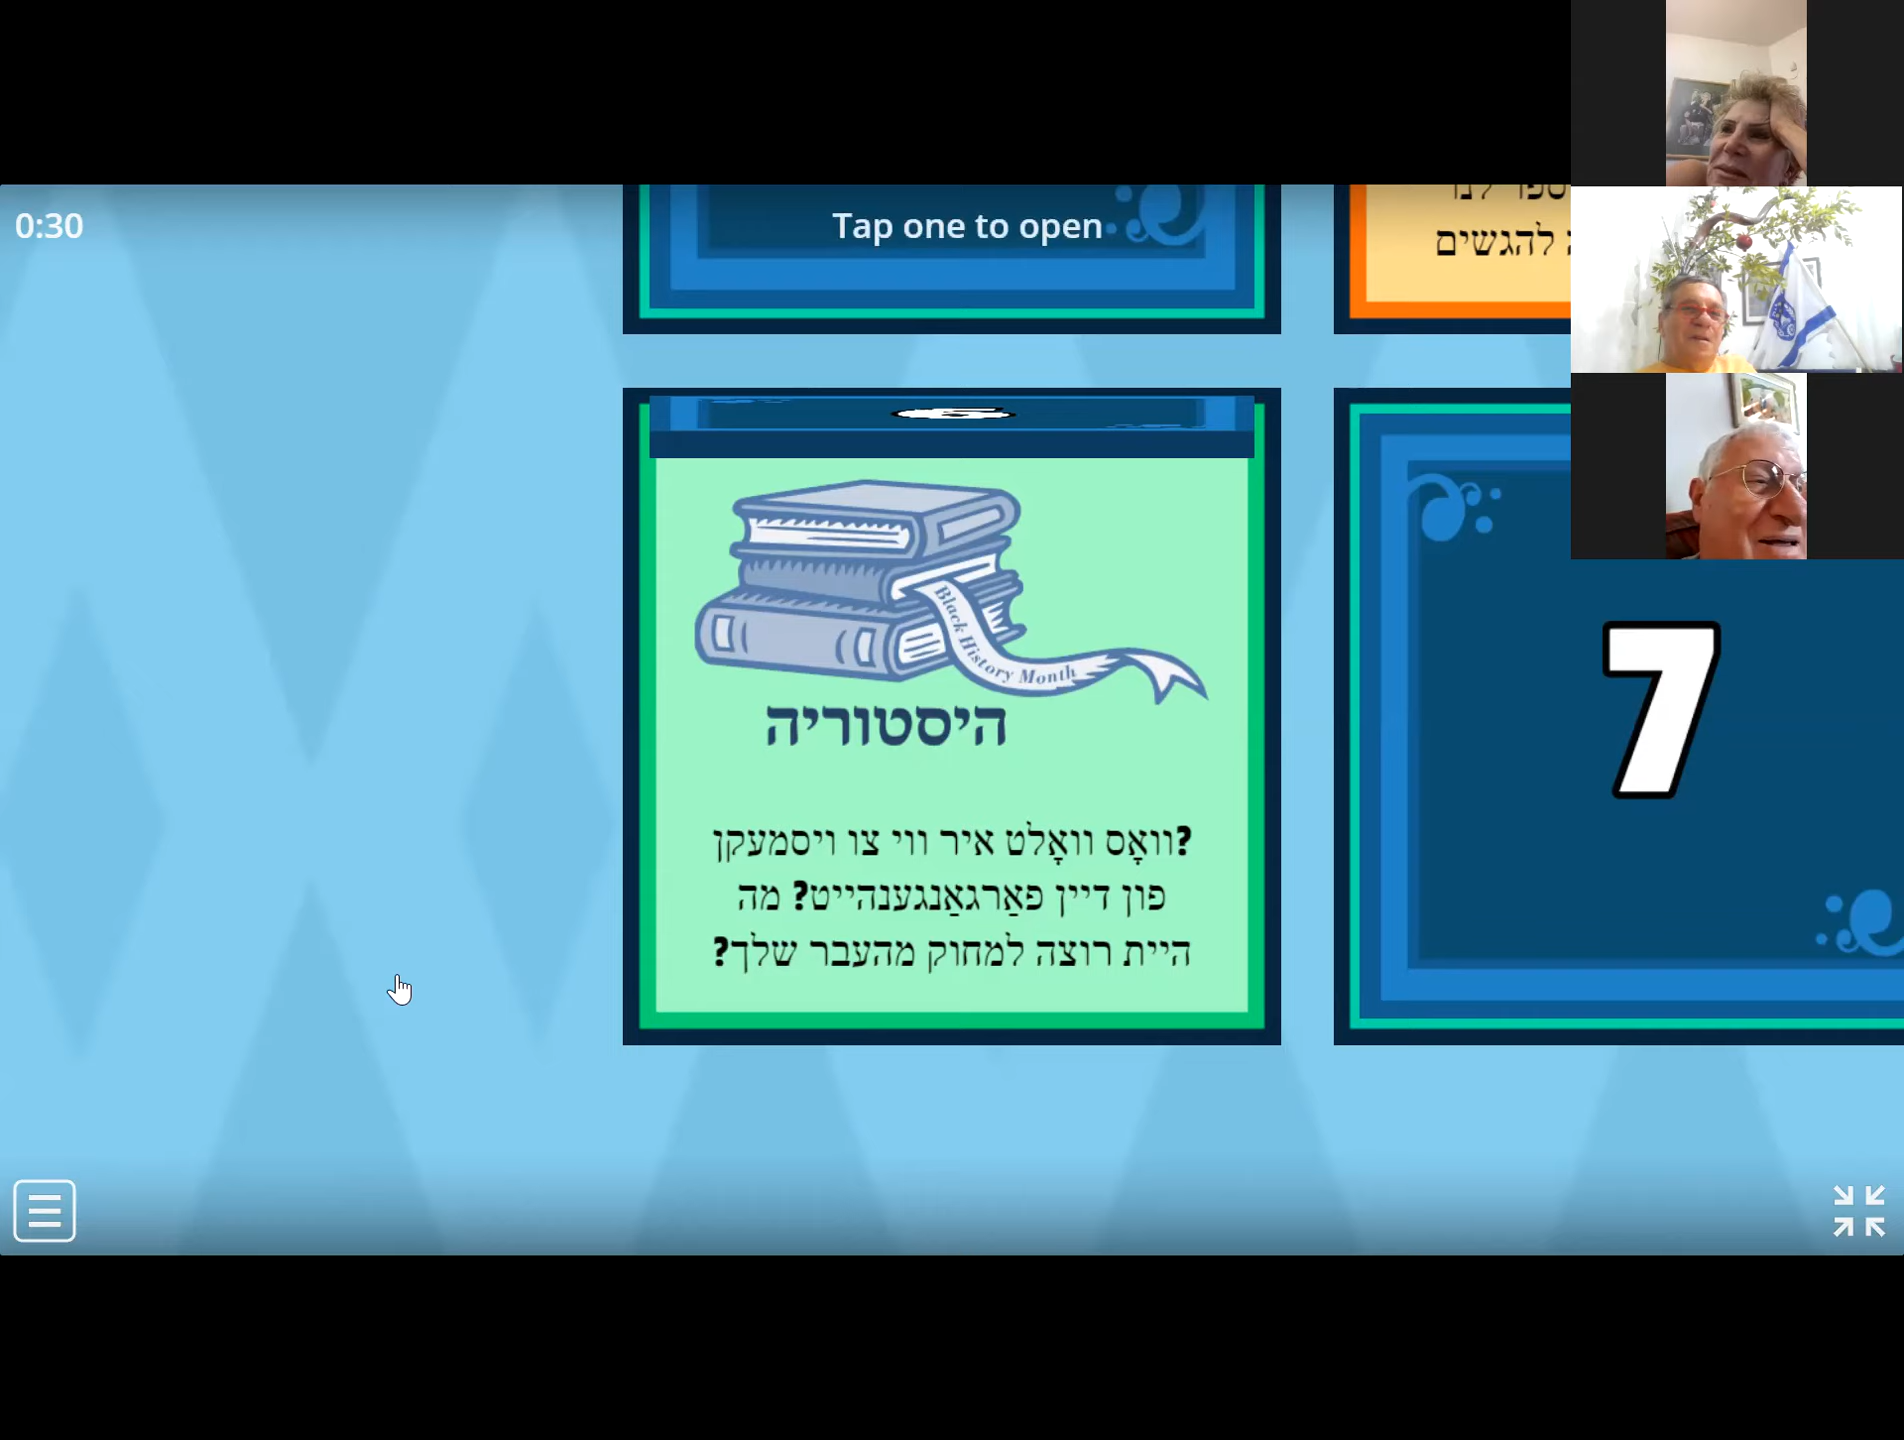 0:30
Tap one to open
להגשים
Black History Month
היסטוריה
?וואָס וואָלט איר ווי צו ויסמעקן
פון דיין פאַרגאַנגענהייט? מה
היית רוצה למחוק מהעבר שלך?
7